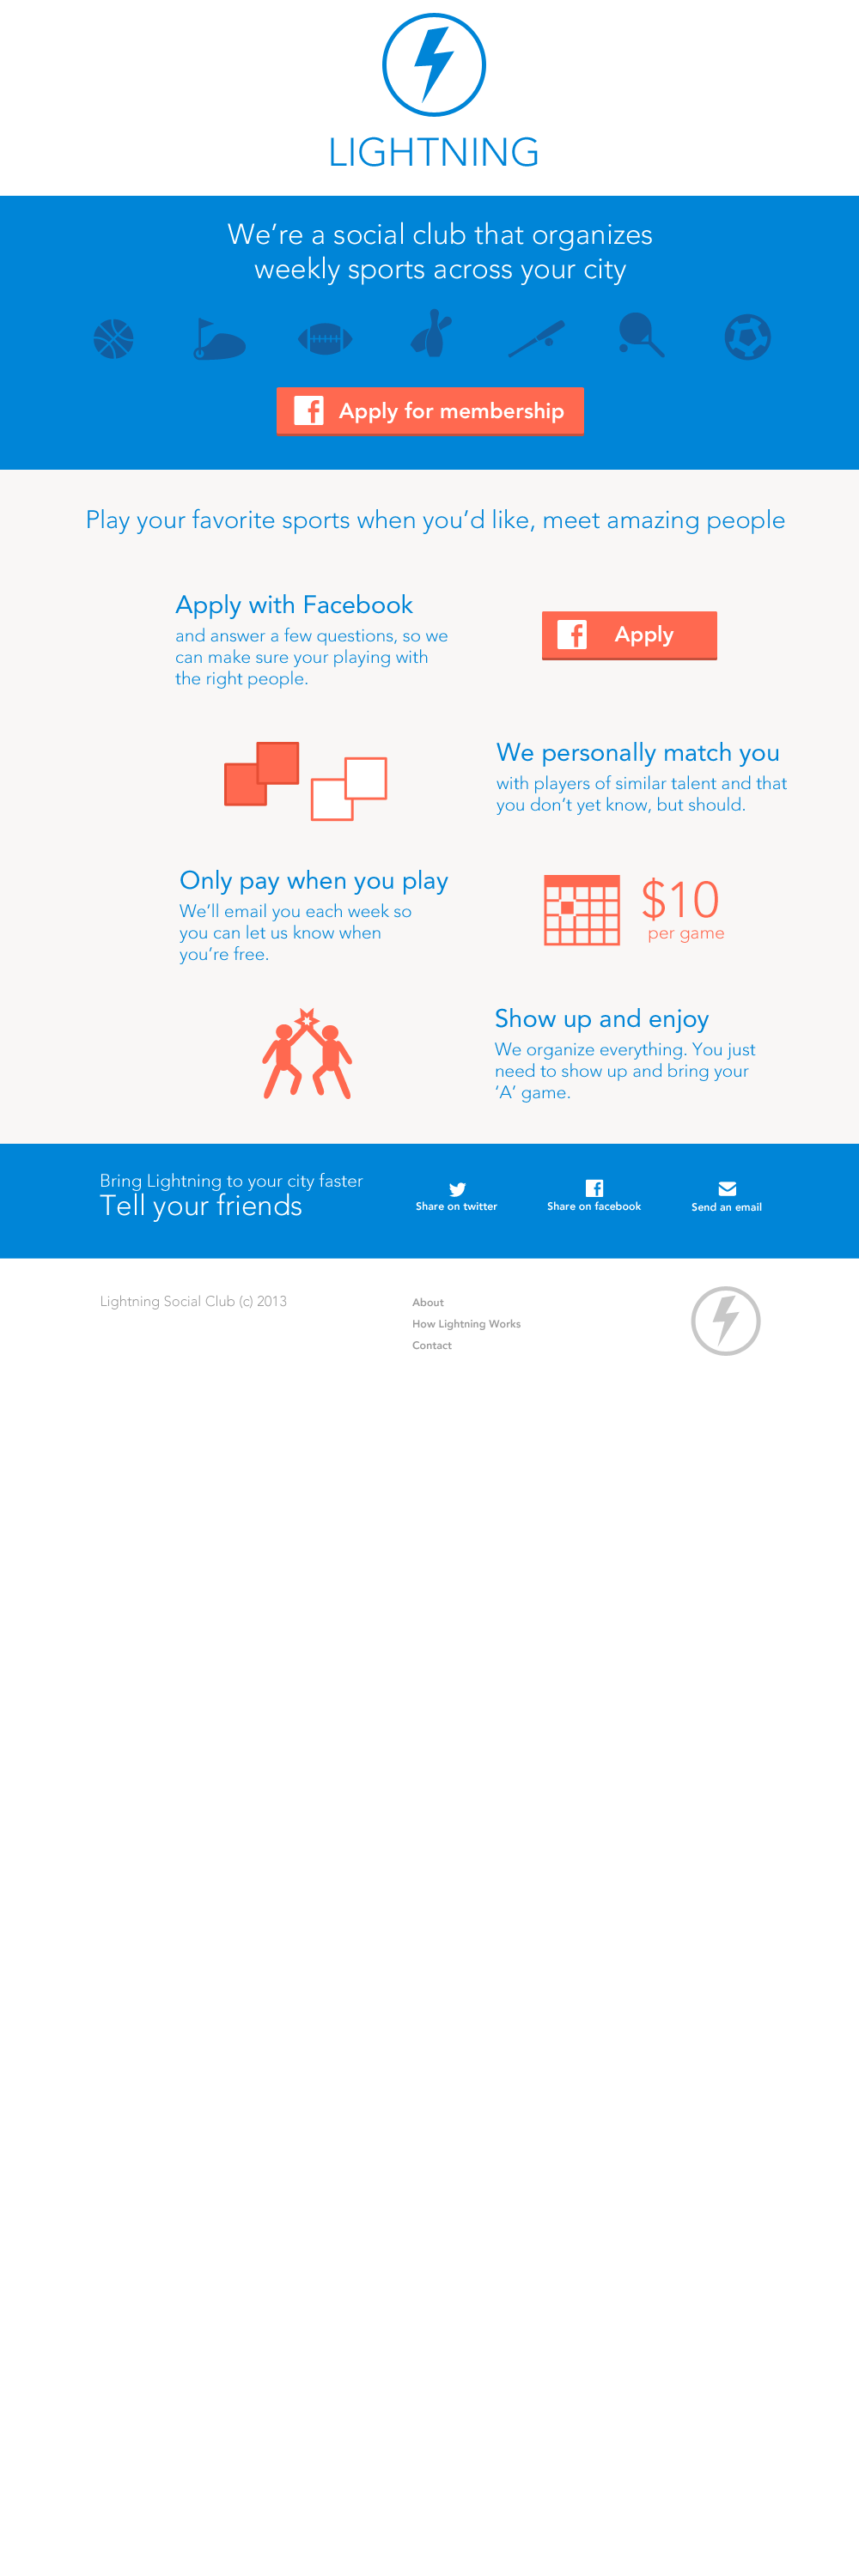 LIGHTNING
We’re a social club that organizes
weekly sports across your city
Apply for membership
Play your favorite sports when you’d like, meet amazing people
Apply with Facebook
and answer a few questions, so we
can make sure your playing with
the right people.
Apply
We personally match you
with players of similar talent and that
you don’t yet know, but should.
Only pay when you play
We’ll email you each week so
you can let us know when
you’re free.
$10
per game
Show up and enjoy
We organize everything. You just
need to show up and bring your
‘A’ game.
Bring Lightning to your city faster
Tell your friends
Share on twitter
Share on facebook
Send an email
Lightning Social Club (c) 2013
About
How Lightning Works
Contact